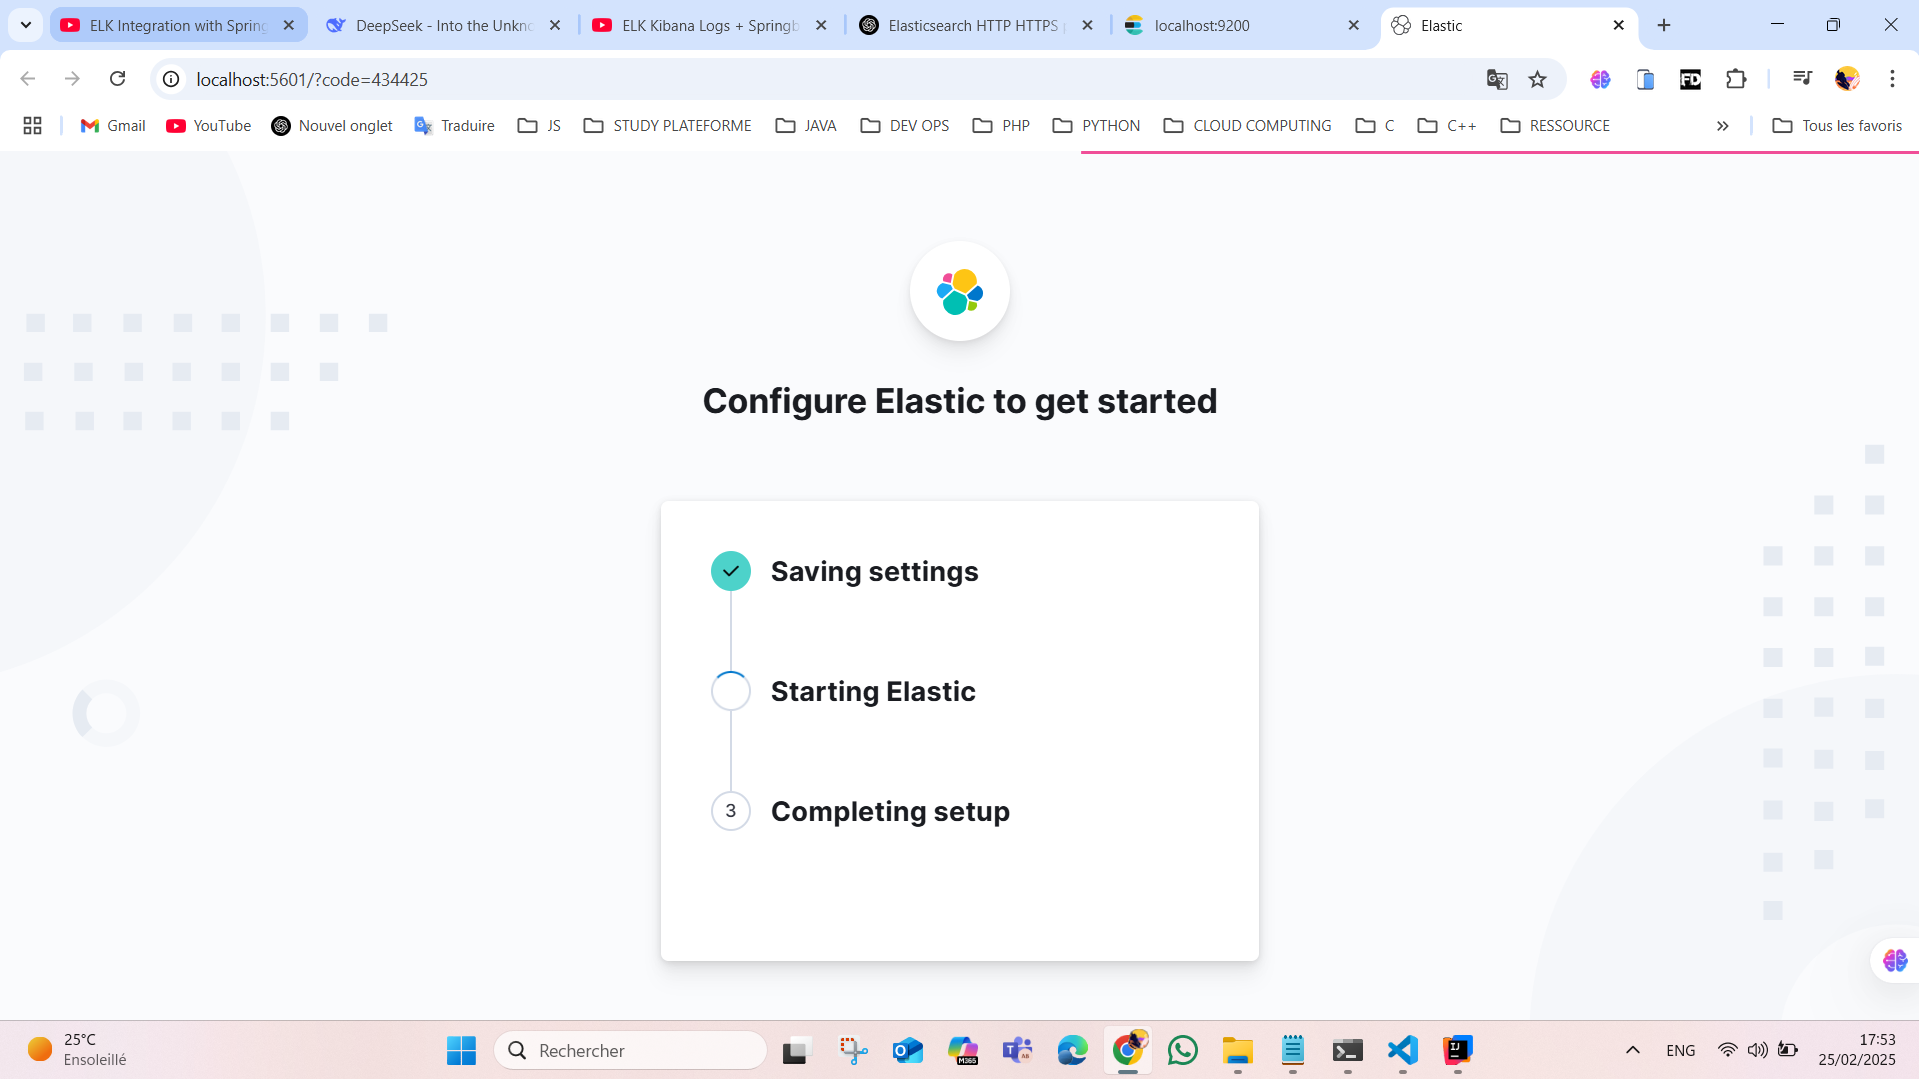 ELK Integration with Spring
DeepSeek - Into the Unkno
ELK Kibana Logs + Springb
Elasticsearch HTTP HTTPS
localhost:9200
Elastic
localhost:5601/?code=434425
Gmail
YouTube
Nouvel onglet
Traduire
JS
STUDY PLATEFORME
JAVA
DEV OPS
PHP
PYTHON
CLOUD COMPUTING
C
C++
RESSOURCE
Tous les favoris
Configure Elastic to get started
Saving settings
Starting Elastic
3 Completing setup
25°C
Ensoleillé
Rechercher
ENG
17:53
25/02/2025